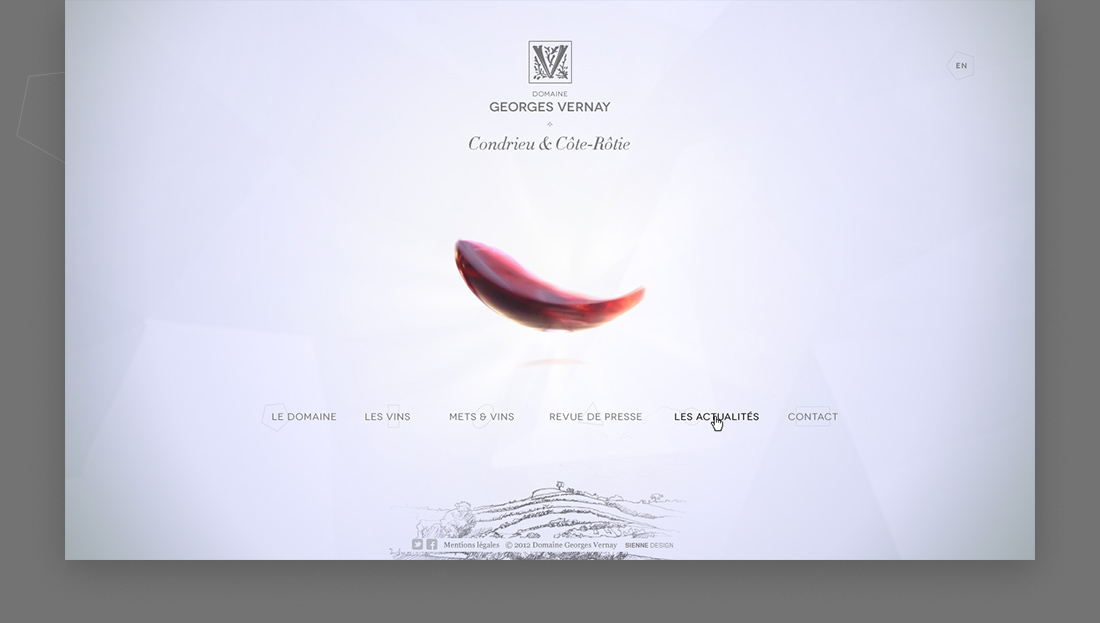 V
EN
DOMAINE
GEORGES VERNAY
Condrieu & Côte-Rôtie
LE DOMAINE LES VINS METS & VINS REVUE DE PRESSE LES ACTUALITÉS CONTACT
Mentions légales © 2012 Domaine Georges Vernay SIENNE DESIGN